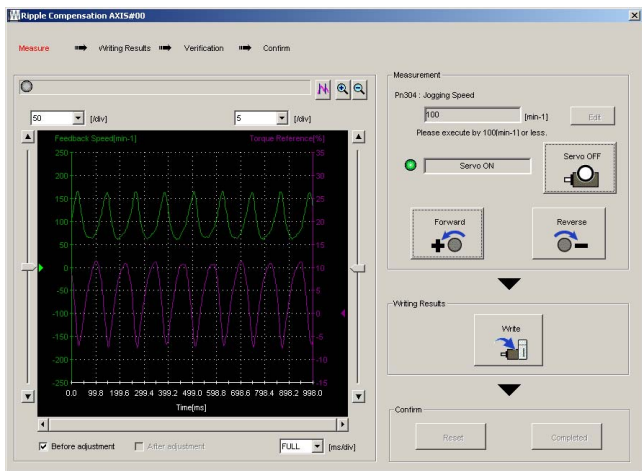 Ripple Compensation AXIS#00
Measure Writing Results Verification Confirm
50 [/div] 5 [/div]
Feedback Speed[min-1] Torque Reference[%]
250 35
200 30
150 25
100 20
50 15
0 10
-50 5
-100 0
-150 -5
-200 -10
-250 -15
0.0 99.8 199.6 299.4 399.2 499.0 598.8 698.6 798.4 898.2 998.0
Time[ms]
Before adjustment After adjustment FULL [ms/div]
Measurement
Pn304 : Jogging Speed
100 [min-1] Edit
Please execute by 100[min-1] or less.
Servo ON
Servo OFF
Forward
Reverse
Writing Results
Write
Confirm
Reset
Completed